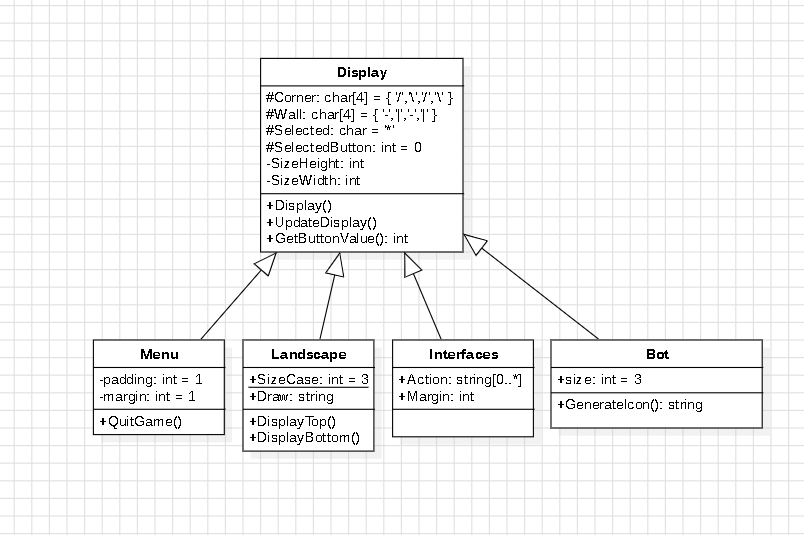 Display
#Corner: char[4] = { '/','\','/','\' }
#Wall: char[4] = { '-','|','-','|' }
#Selected: char = '*'
#SelectedButton: int = 0
-SizeHeight: int
-SizeWidth: int
+Display()
+UpdateDisplay()
+GetButtonValue(): int
Menu
-padding: int = 1
-margin: int = 1
+QuitGame()
Landscape
+SizeCase: int = 3
+Draw: string
+DisplayTop()
+DisplayBottom()
Interfaces
+Action: string[0..*]
+Margin: int
Bot
+size: int = 3
+GenerateIcon(): string